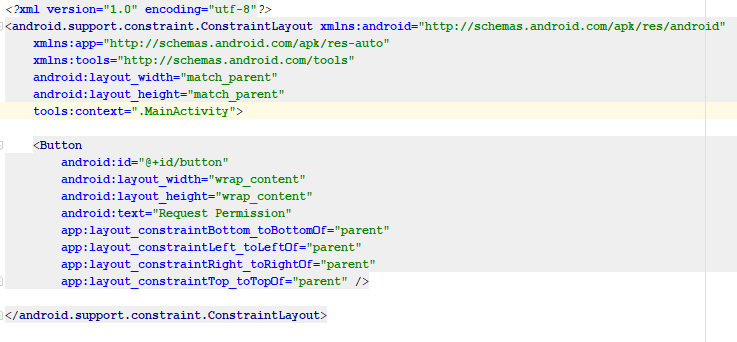 <?xml version="1.0" encoding="utf-8"?>
<android.support.constraint.ConstraintLayout xmlns:android="http://schemas.android.com/apk/res/android"
    xmlns:app="http://schemas.android.com/apk/res-auto"
    xmlns:tools="http://schemas.android.com/tools"
    android:layout_width="match_parent"
    android:layout_height="match_parent"
    tools:context=".MainActivity">

    <Button
        android:id="@+id/button"
        android:layout_width="wrap_content"
        android:layout_height="wrap_content"
        android:text="Request Permission"
        app:layout_constraintBottom_toBottomOf="parent"
        app:layout_constraintLeft_toLeftOf="parent"
        app:layout_constraintRight_toRightOf="parent"
        app:layout_constraintTop_toTopOf="parent" />

</android.support.constraint.ConstraintLayout>